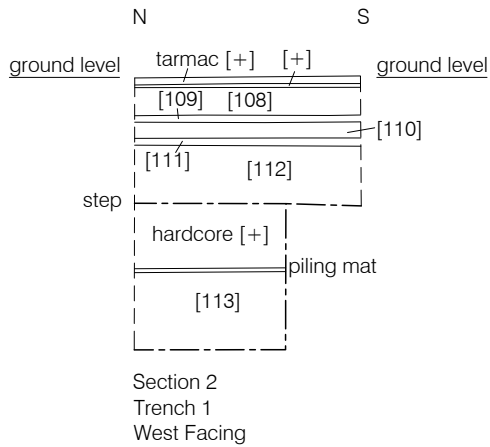 N S
tarmac [+] [+]
ground level ground level
[109] [108]
[110]
[111]
[112]
step
hardcore [+]
piling mat
[113]
Section 2
Trench 1
West Facing